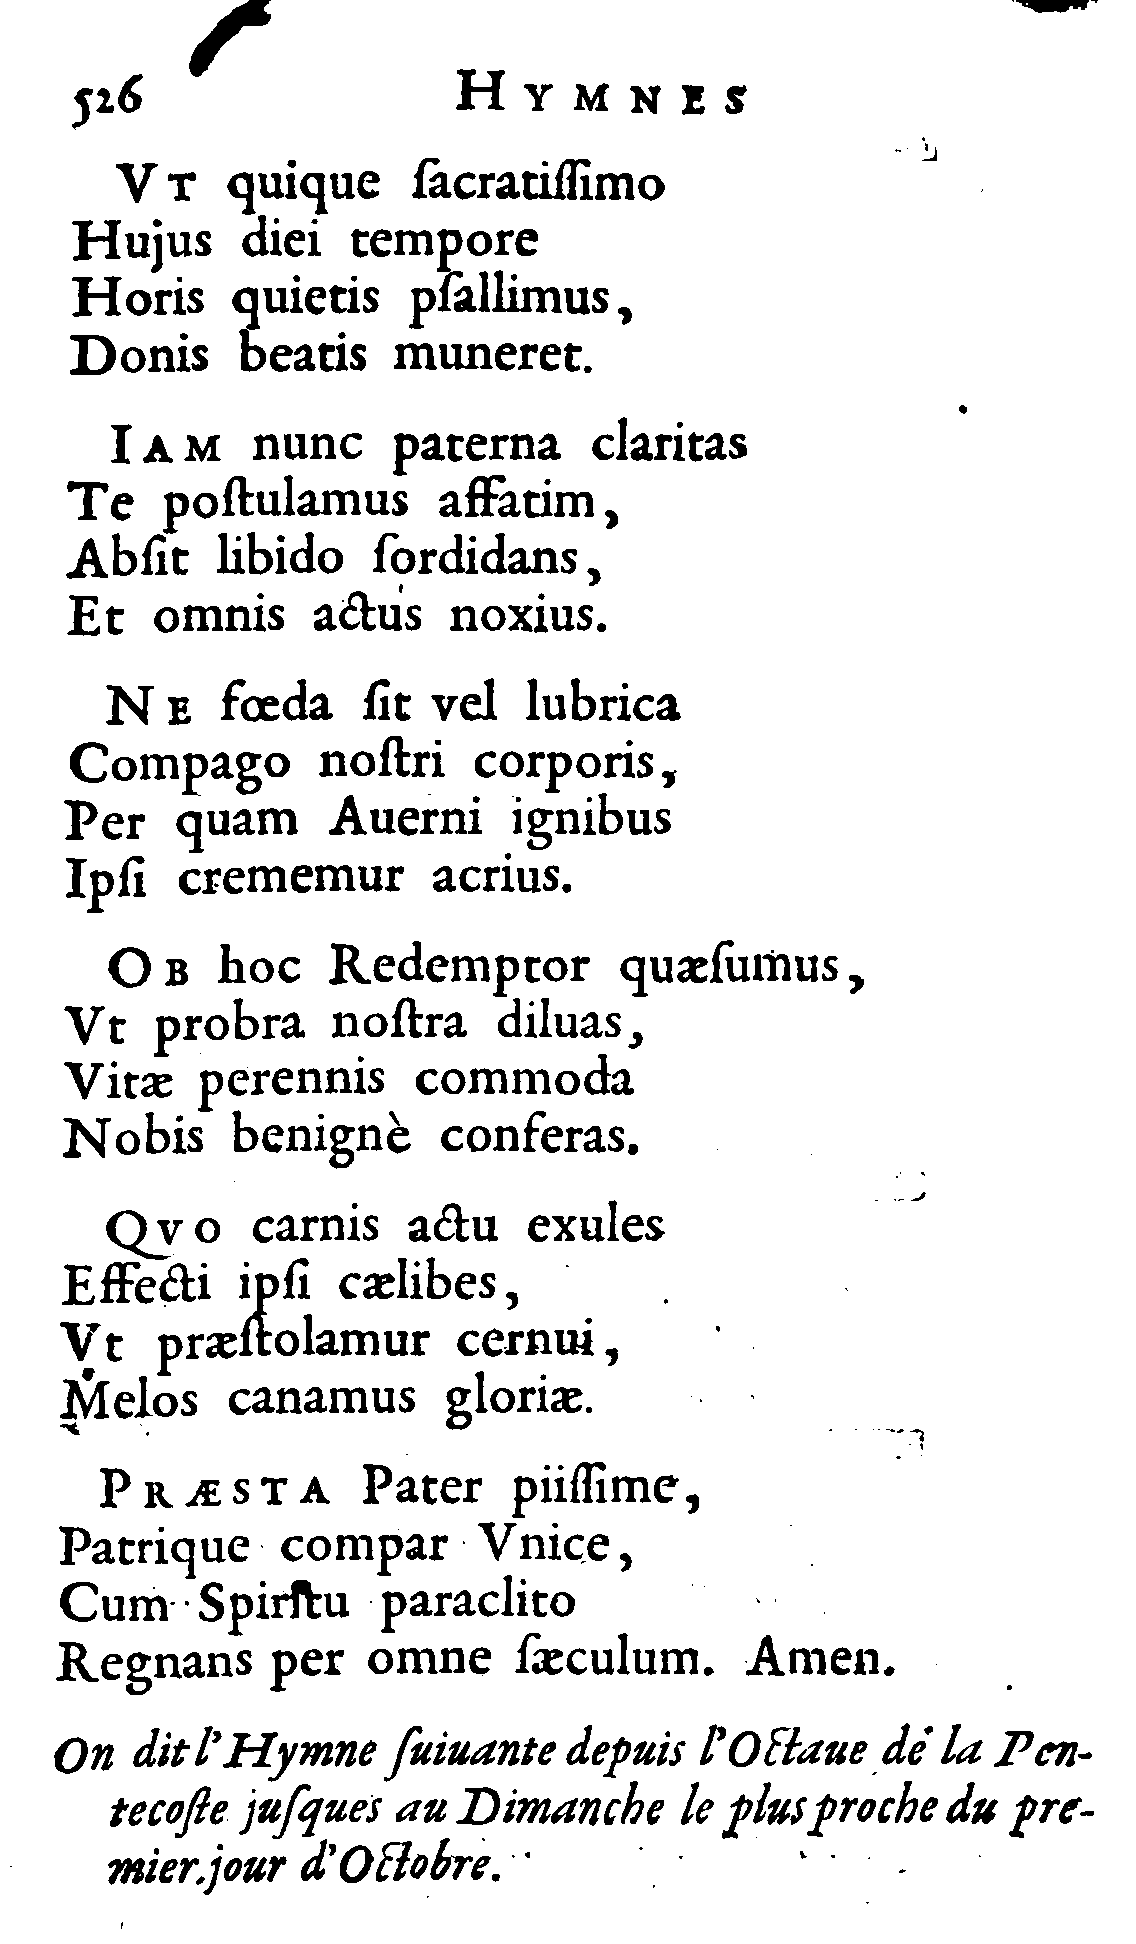 526 HYMNES
VT quique ſacratiſſimo
Hujus diei tempore
Horis quietis pſallimus,
Donis beatis muneret.
IAM nunc paterna claritas
Te poſtulamus affatim,
Abſit libido ſordidans,
Et omnis actus noxius.
NE fœda ſit vel lubrica
Compago noſtri corporis,
Per quam Auerni ignibus
Ipſi crememur acrius.
OB hoc Redemptor quæſumus,
Vt probra noſtra diluas,
Vitæ perennis commoda
Nobis benignè conferas.
QVO carnis actu exules
Effecti ipſi cælibes,
Vt præſtolamur cernui,
Melos canamus gloriæ.
PRÆSTA Pater piiſſime,
Patrique compar Vnice,
Cum Spiritu paraclito
Regnans per omne ſæculum. Amen.
On dit l'Hymne ſuiuante depuis l'Octaue de la Pen-
tecoſte juſques au Dimanche le plus proche du pre-
mier jour d'Octobre.